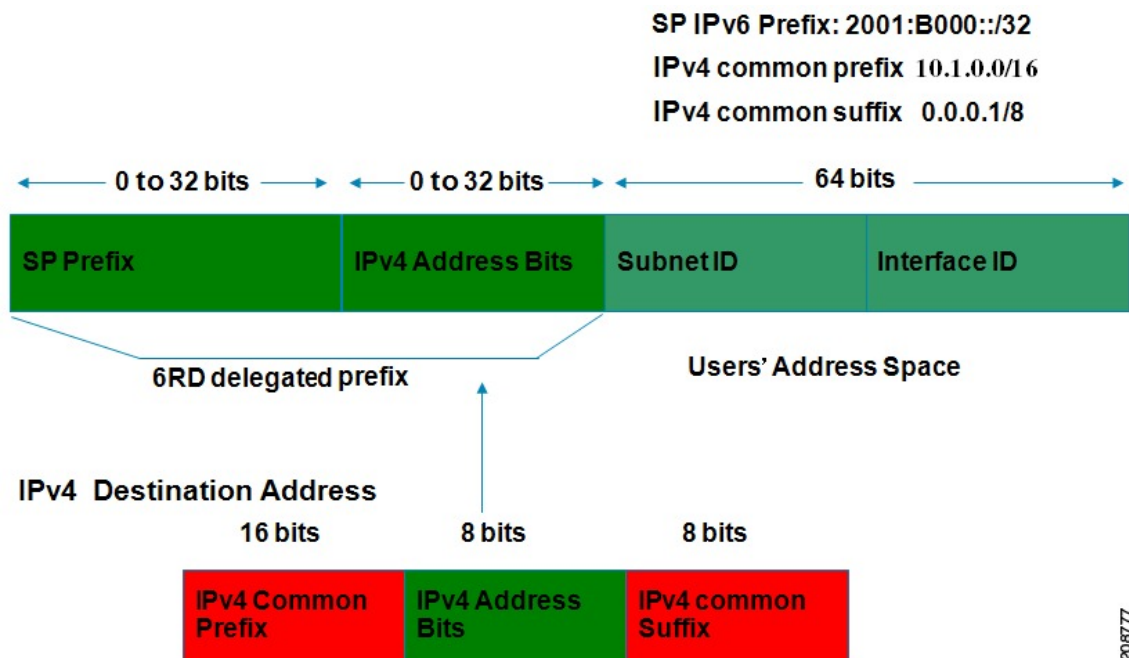 SP IPv6 Prefix: 2001:B000::/32
IPv4 common prefix 10.1.0.0/16
IPv4 common suffix 0.0.0.1/8
0 to 32 bits
0 to 32 bits
64 bits
SP Prefix
IPv4 Address Bits
Subnet ID
Interface ID
6RD delegated prefix
Users’ Address Space
IPv4 Destination Address
16 bits
8 bits
8 bits
IPv4 Common
Prefix
IPv4 Address
Bits
IPv4 common
Suffix
208777